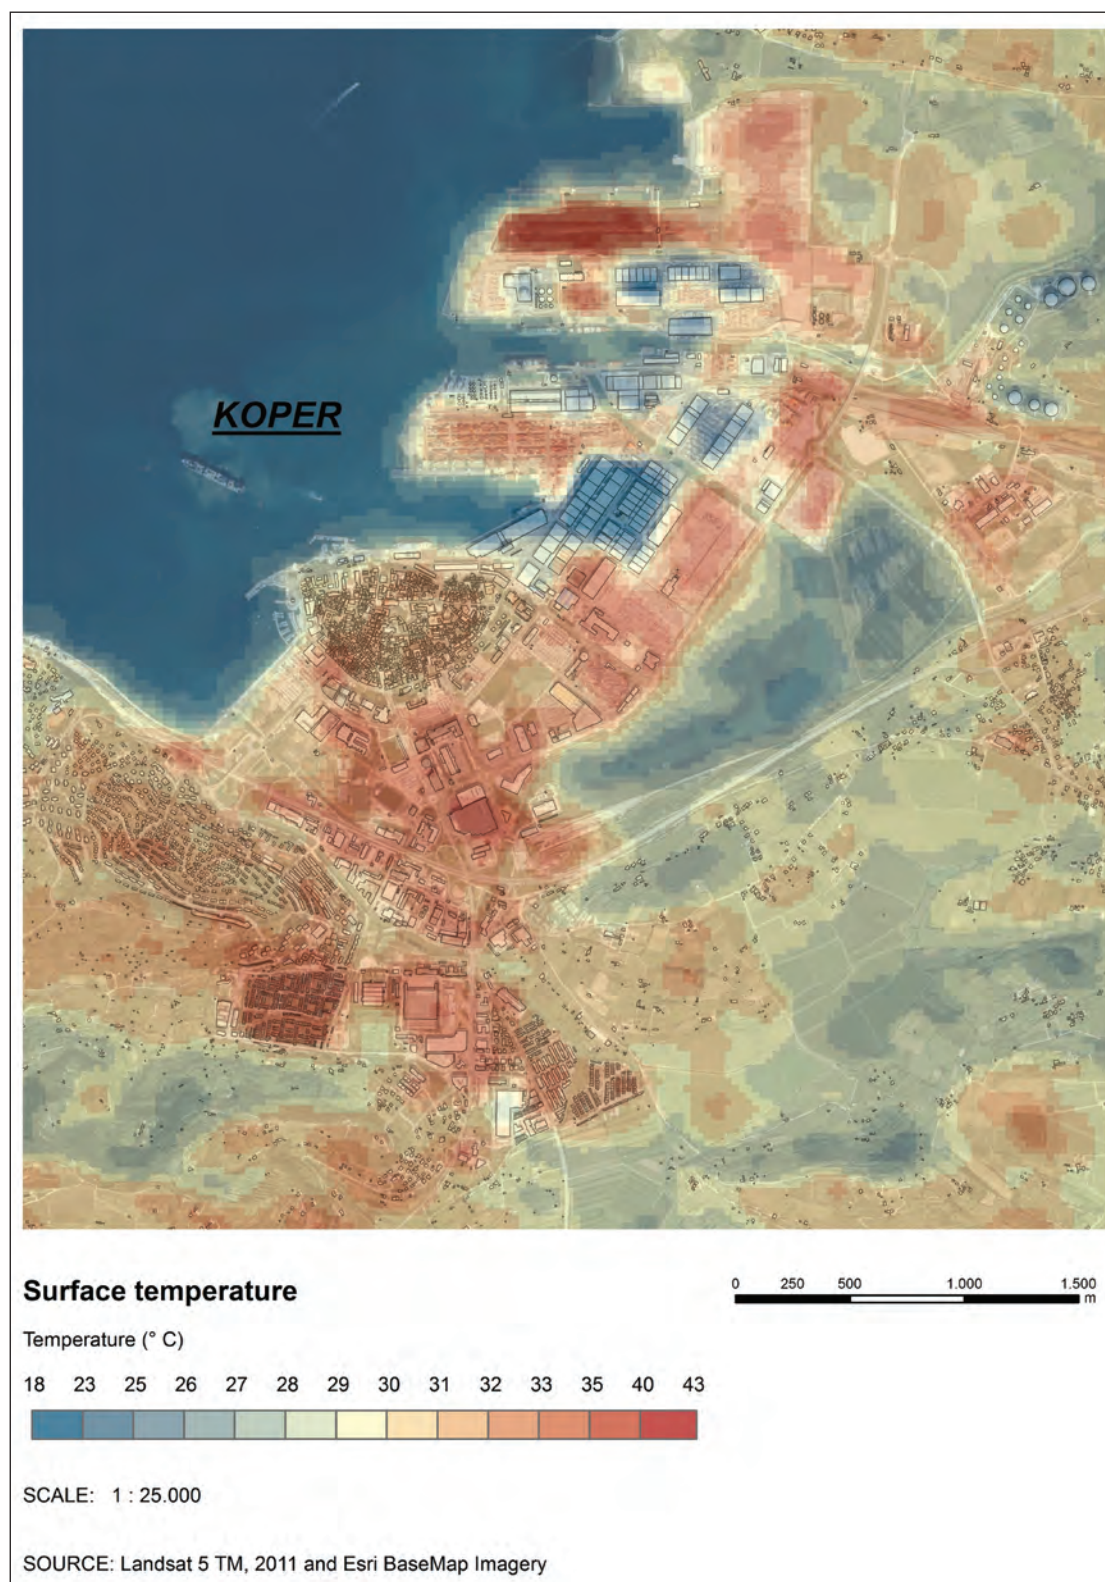 KOPER
Surface temperature
0 250 500 1.000 1.500
m
Temperature (° C)
18 23 25 26 27 28 29 30 31 32 33 35 40 43
SCALE: 1 : 25.000
SOURCE: Landsat 5 TM, 2011 and Esri BaseMap Imagery